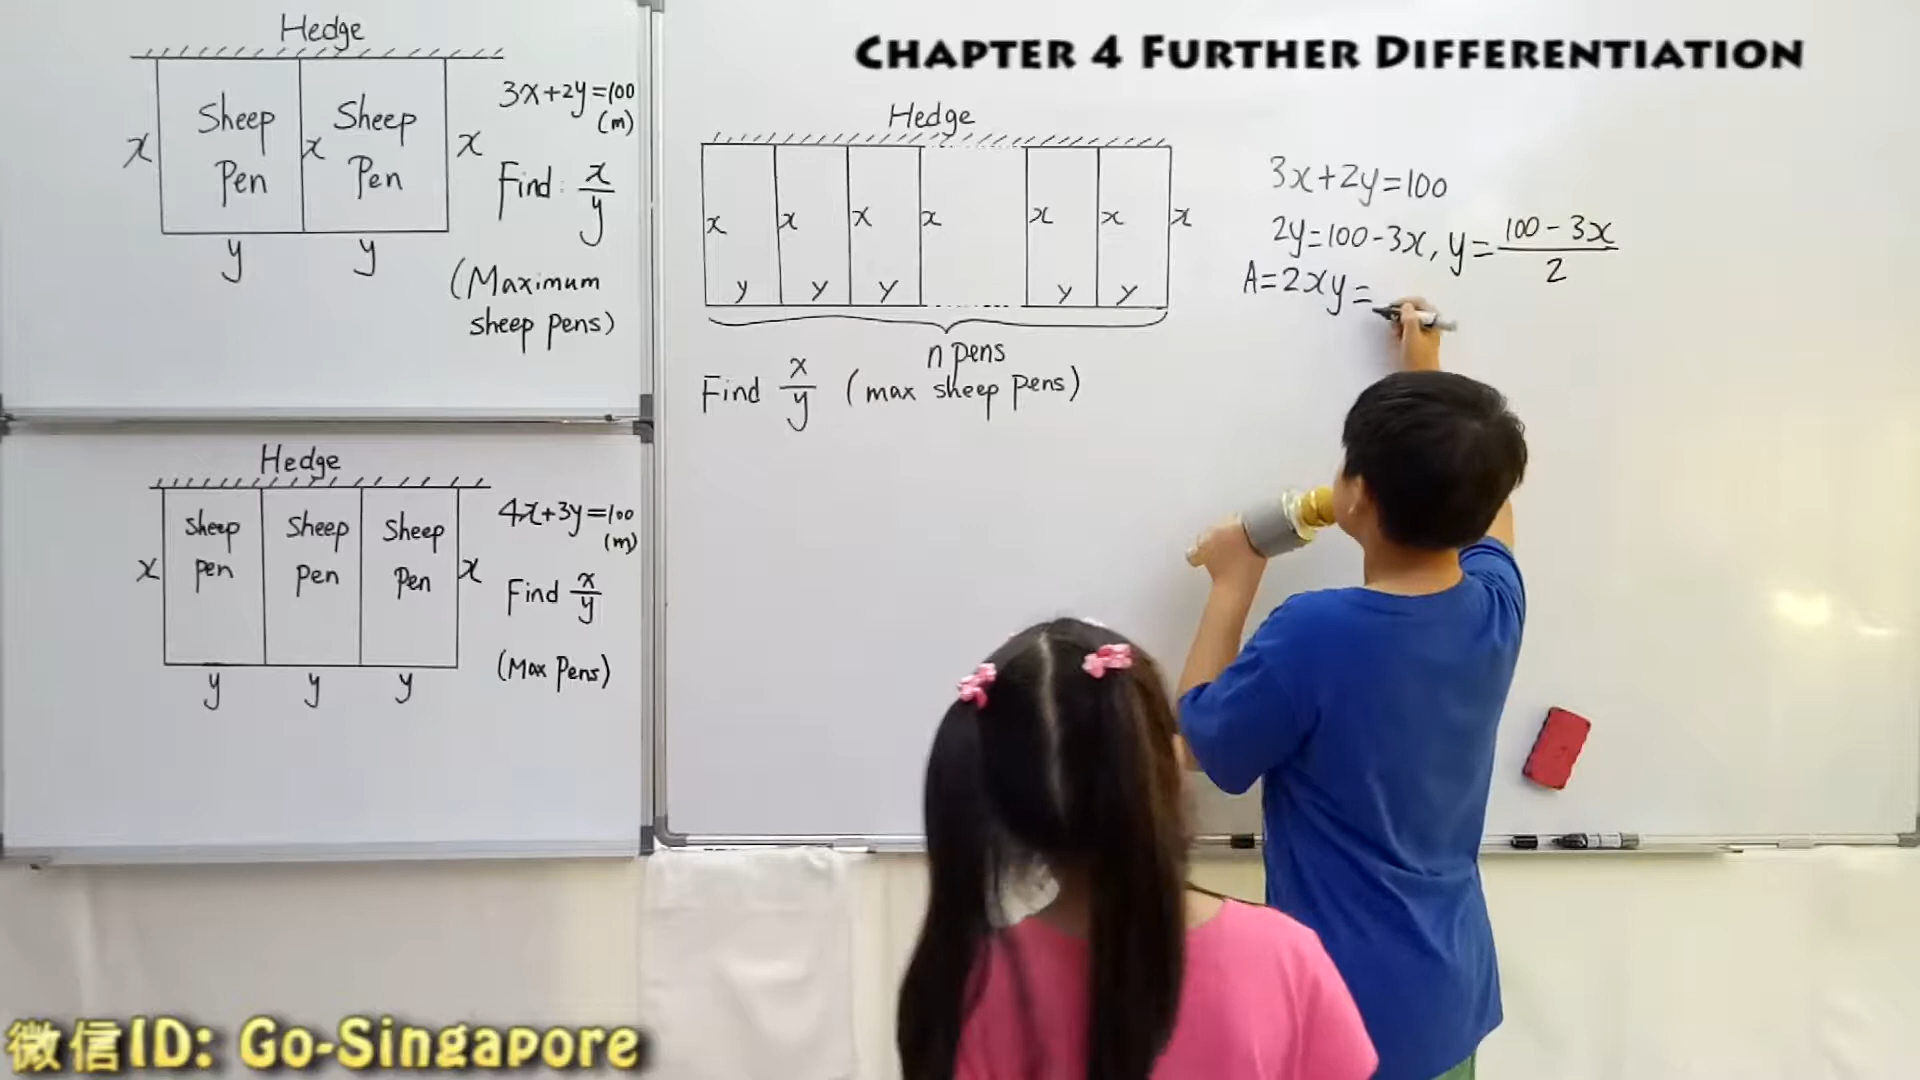 CHAPTER 4 FURTHER DIFFERENTIATION
Hedge
Sheep Pen
Sheep Pen
x
x
x
y
y
3x+2y=100
(m)
Find: x/y
(Maximum
sheep pens)
Hedge
Sheep pen
Sheep pen
Sheep pen
x
x
y
y
y
4x+3y=100
(m)
Find x/y
(Max pens)
Hedge
x x x x x x x
y y y y y
n pens
Find x/y (max sheep pens)
3x+2y=100
2y=100-3x, y=(100-3x)/2
A=2xy=
微信ID: Go-Singapore